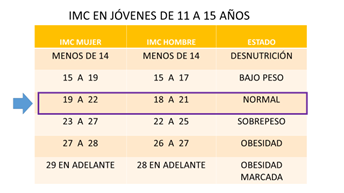 IMC EN JÓVENES DE 11 A 15 AÑOS
IMC MUJER IMC HOMBRE ESTADO
MENOS DE 14 MENOS DE 14 DESNUTRICIÓN
15 A 19 15 A 17 BAJO PESO
19 A 22 18 A 21 NORMAL
23 A 27 22 A 25 SOBREPESO
27 A 28 26 A 27 OBESIDAD
29 EN ADELANTE 28 EN ADELANTE OBESIDAD
MARCADA